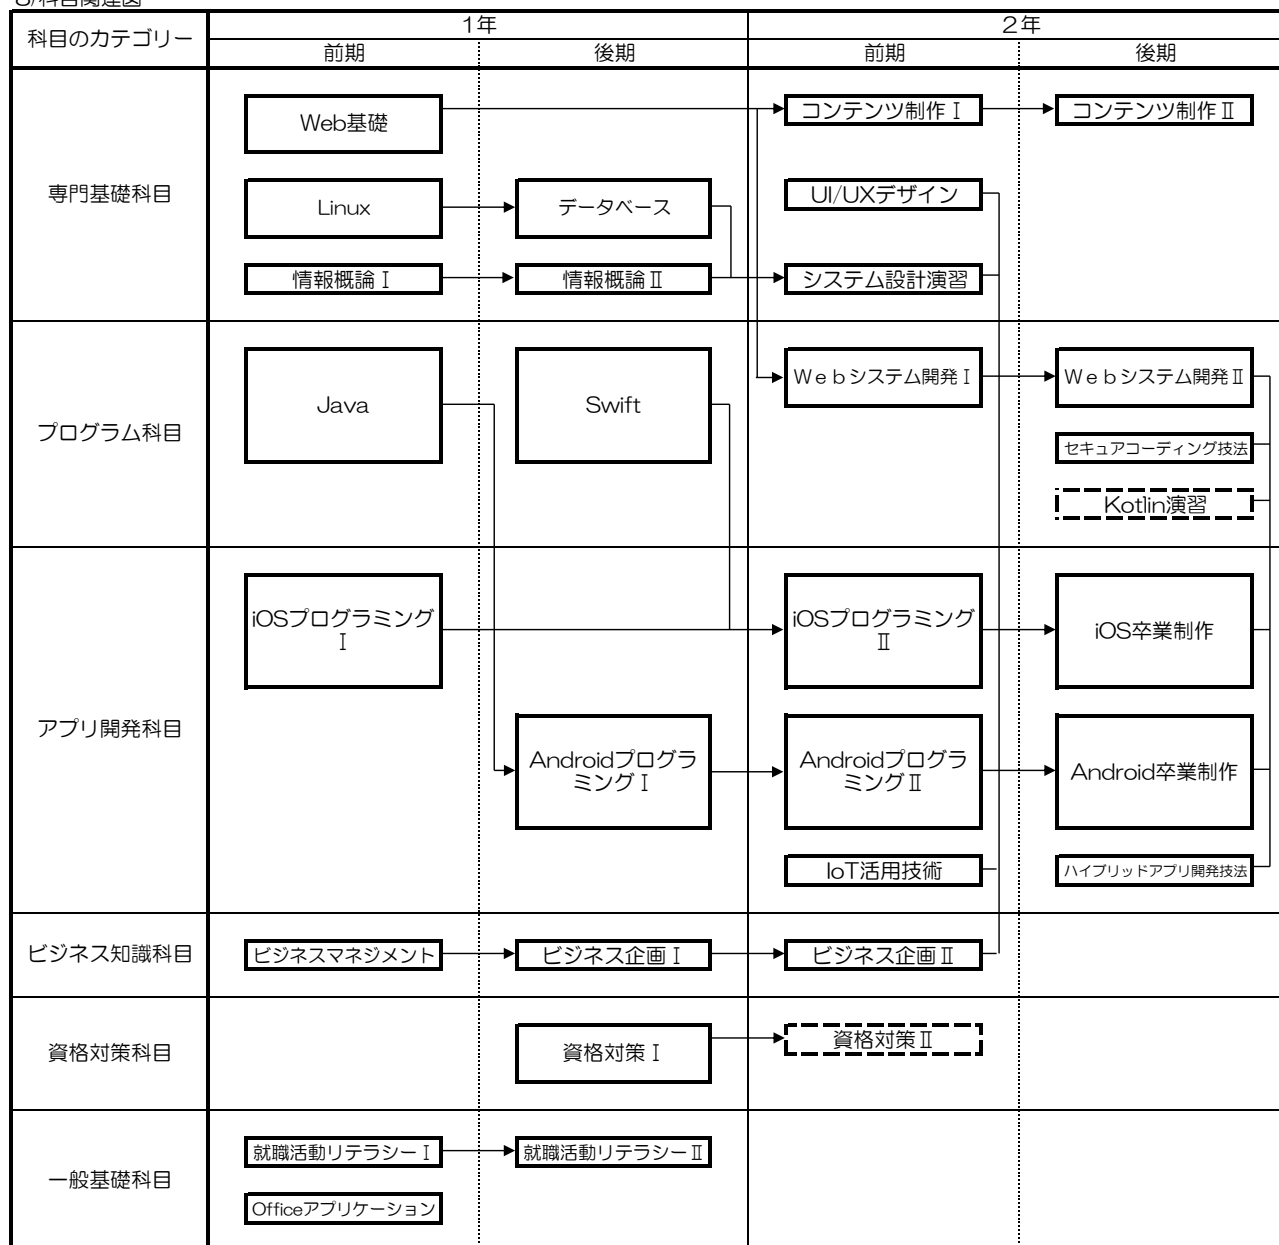 科目のカテゴリー
1年
2年
前期
後期
前期
後期
専門基礎科目
Web基礎
コンテンツ制作Ⅰ
コンテンツ制作Ⅱ
Linux
データベース
UI/UXデザイン
情報概論Ⅰ
情報概論Ⅱ
システム設計演習
プログラム科目
Java
Swift
Ｗｅｂシステム開発Ⅰ
Ｗｅｂシステム開発Ⅱ
セキュアコーディング技法
Kotlin演習
アプリ開発科目
iOSプログラミング
Ⅰ
iOSプログラミング
Ⅱ
iOS卒業制作
Androidプログラ
ミングⅠ
Androidプログラ
ミングⅡ
Android卒業制作
IoT活用技術
ハイブリッドアプリ開発技法
ビジネス知識科目
ビジネスマネジメント
ビジネス企画Ⅰ
ビジネス企画Ⅱ
資格対策科目
資格対策Ⅰ
資格対策Ⅱ
一般基礎科目
就職活動リテラシーⅠ
就職活動リテラシーⅡ
Officeアプリケーション